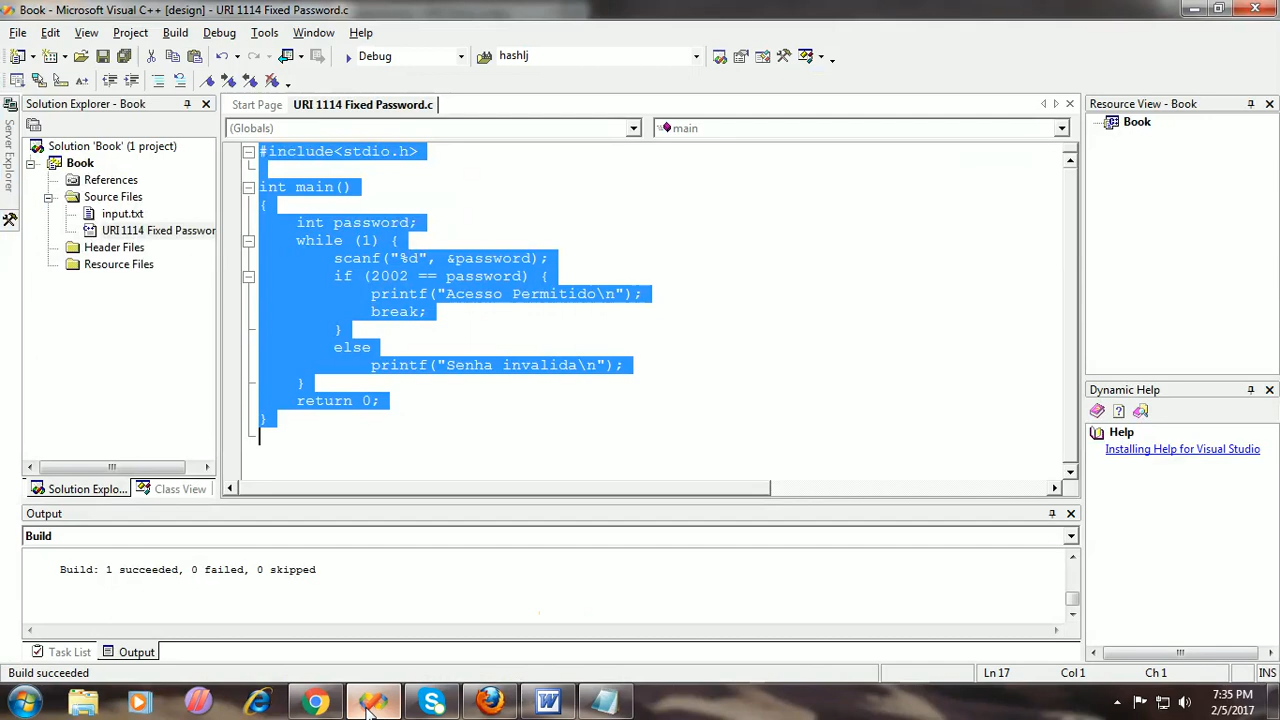 Book - Microsoft Visual C++ [design] - URI 1114 Fixed Password.c
File Edit View Project Build Debug Tools Window Help
Debug hashlj
Solution Explorer - Book
Start Page URI 1114 Fixed Password.c
Resource View - Book
(Globals) main
Server Explorer
Solution 'Book' (1 project)
Book
References
Source Files
input.txt
URI 1114 Fixed Passwor
Header Files
Resource Files
#include<stdio.h>
int main()
{
int password;
while (1) {
scanf("%d", &password);
if (2002 == password) {
printf("Acesso Permitido\n");
break;
}
else
printf("Senha invalida\n");
}
return 0;
}
Book
Dynamic Help
Help
Installing Help for Visual Studio
Solution Explo... Class View
Output
Build
Build: 1 succeeded, 0 failed, 0 skipped
Task List Output
Build succeeded Ln 17 Col 1 Ch 1 INS
7:35 PM
2/5/2017